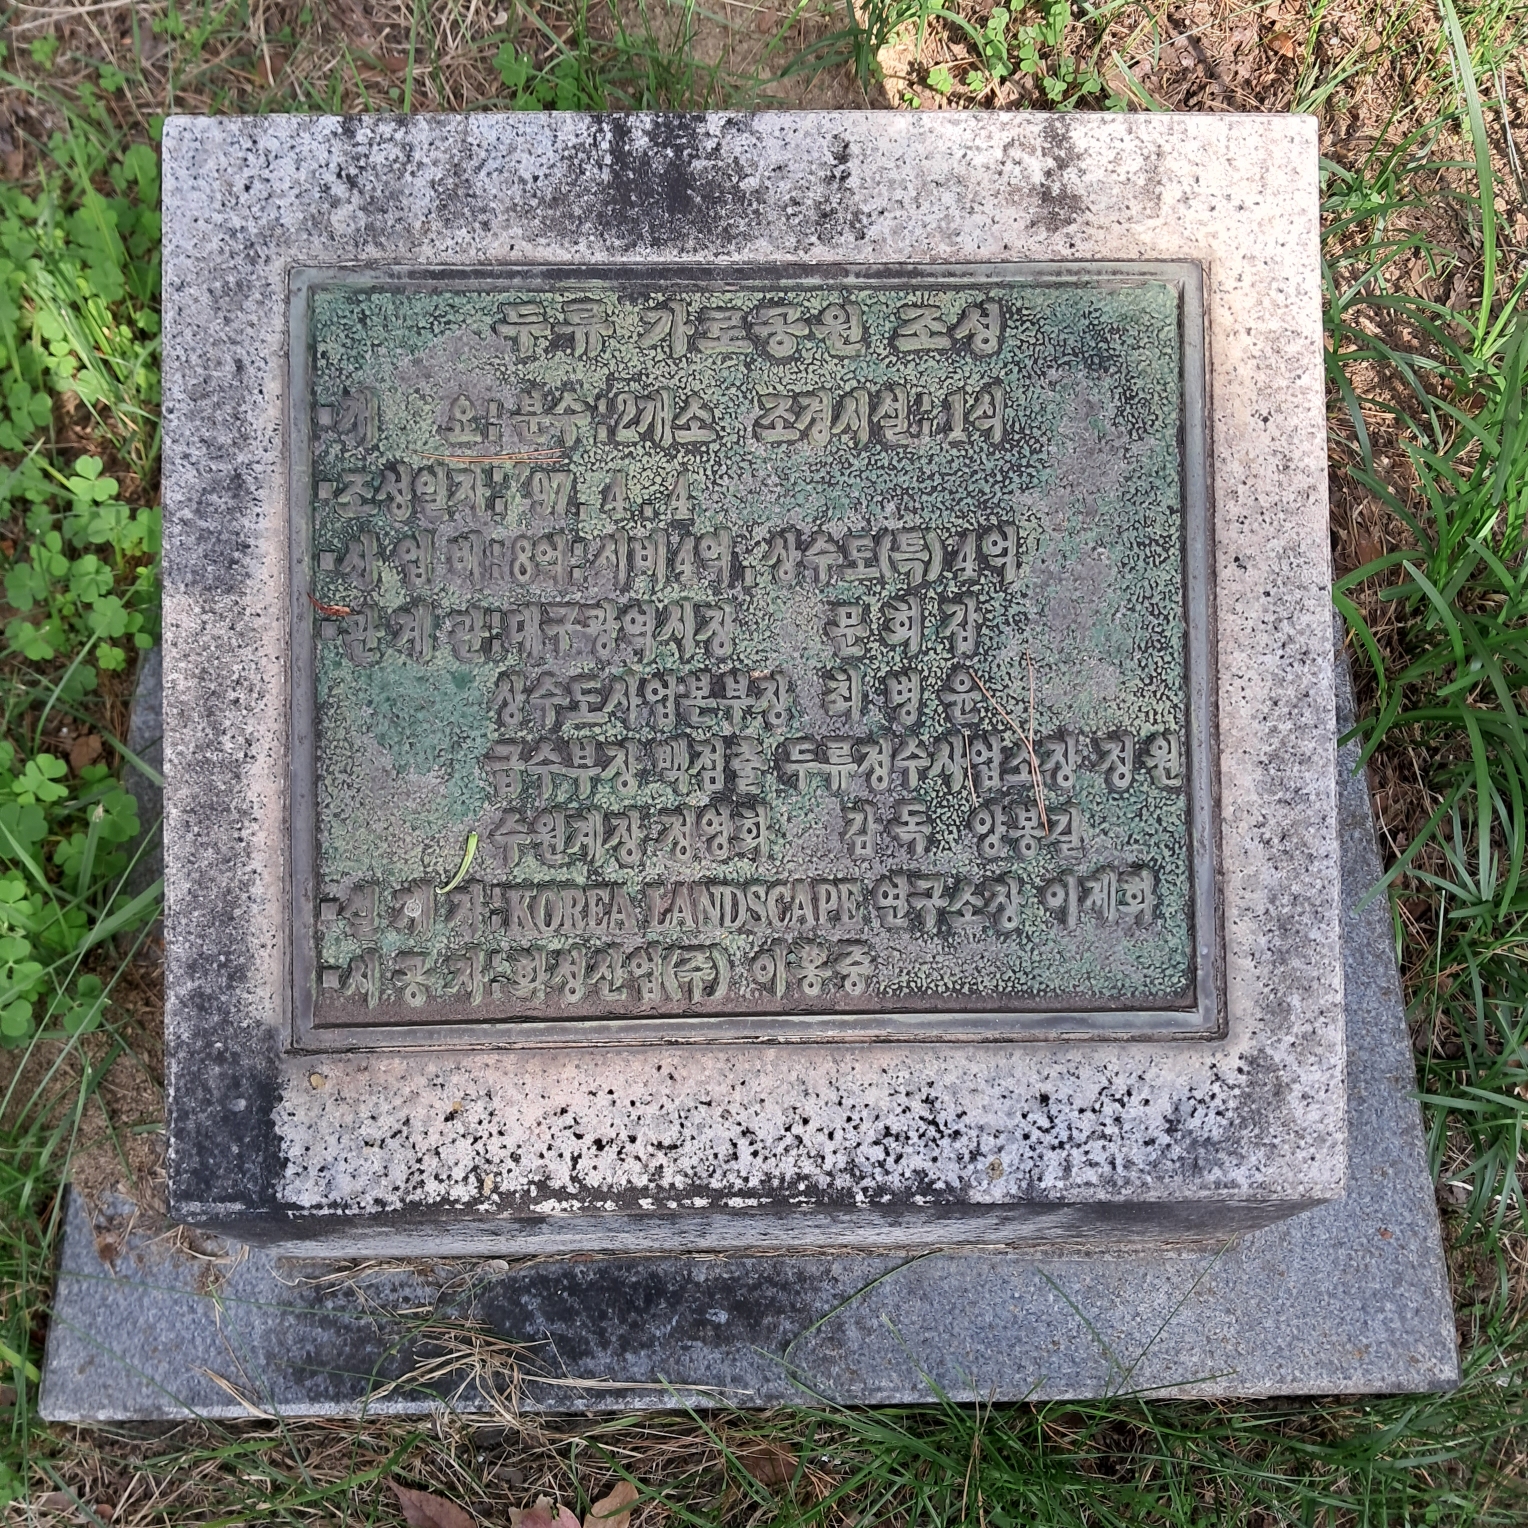 두류 가로공원 조성
▪개 요:분수:2개소 조경시설:1식
▪조성일자:'97.4.4
▪사업비:8억:시비4억.상수도(특)4억
▪관계관:대구광역시장 문희갑
상수도사업본부장 최병윤
급수부장 백점출 두류정수사업소장 정원
수원계장 정영화 감독 양봉길
▪설계자:KOREA LANDSCAPE 연구소장 이제화
▪시공자:화성산업(주) 이홍중